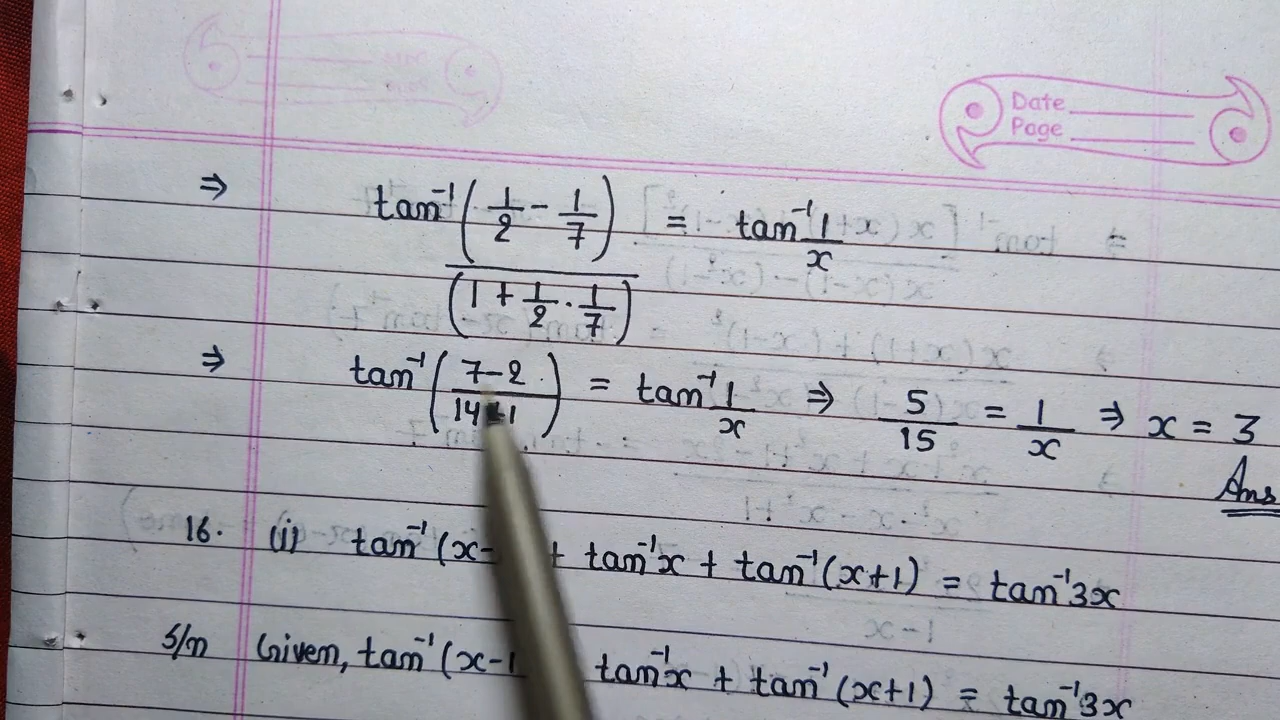 Date
Page
⇒ tan⁻¹ (1/2 - 1/7) / (1 + 1/2 · 1/7) = tan⁻¹ 1/x
⇒ tan⁻¹ (7-2 / 14+1) = tan⁻¹ 1/x ⇒ 5/15 = 1/x ⇒ x = 3
Ans
16. (i) tan⁻¹(x- + tan⁻¹x + tan⁻¹(x+1) = tan⁻¹3x
S/n Given, tan⁻¹(x-1 tan⁻¹x + tan⁻¹(x+1) = tan⁻¹3x